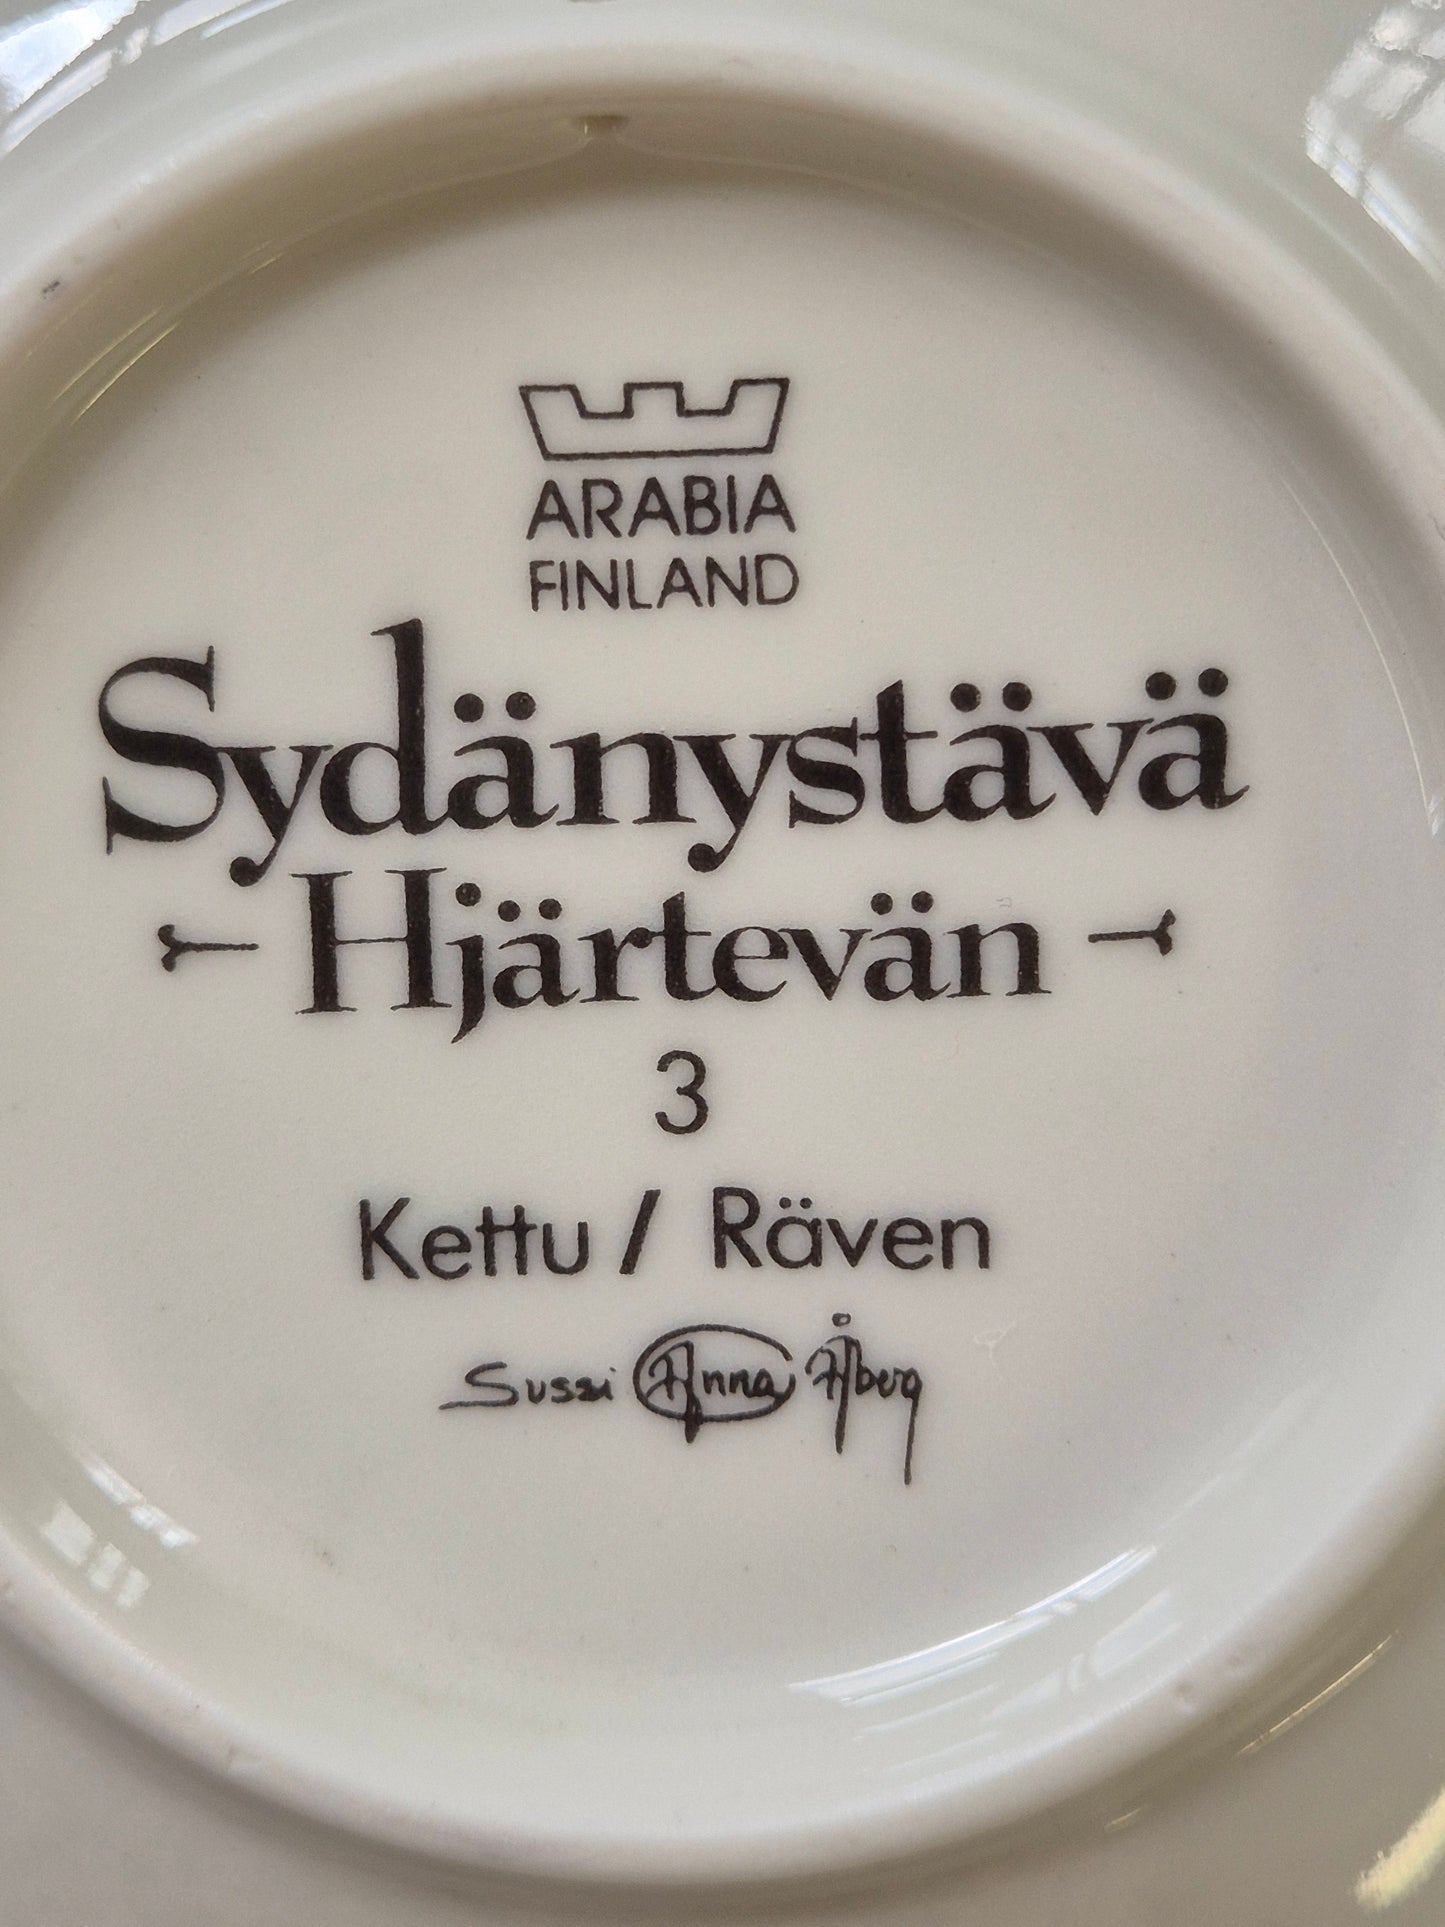 ARABIA
FINLAND
Sydänystävä
Hjärtevän
3
Kettu / Räven
Sussi Anna Åberg